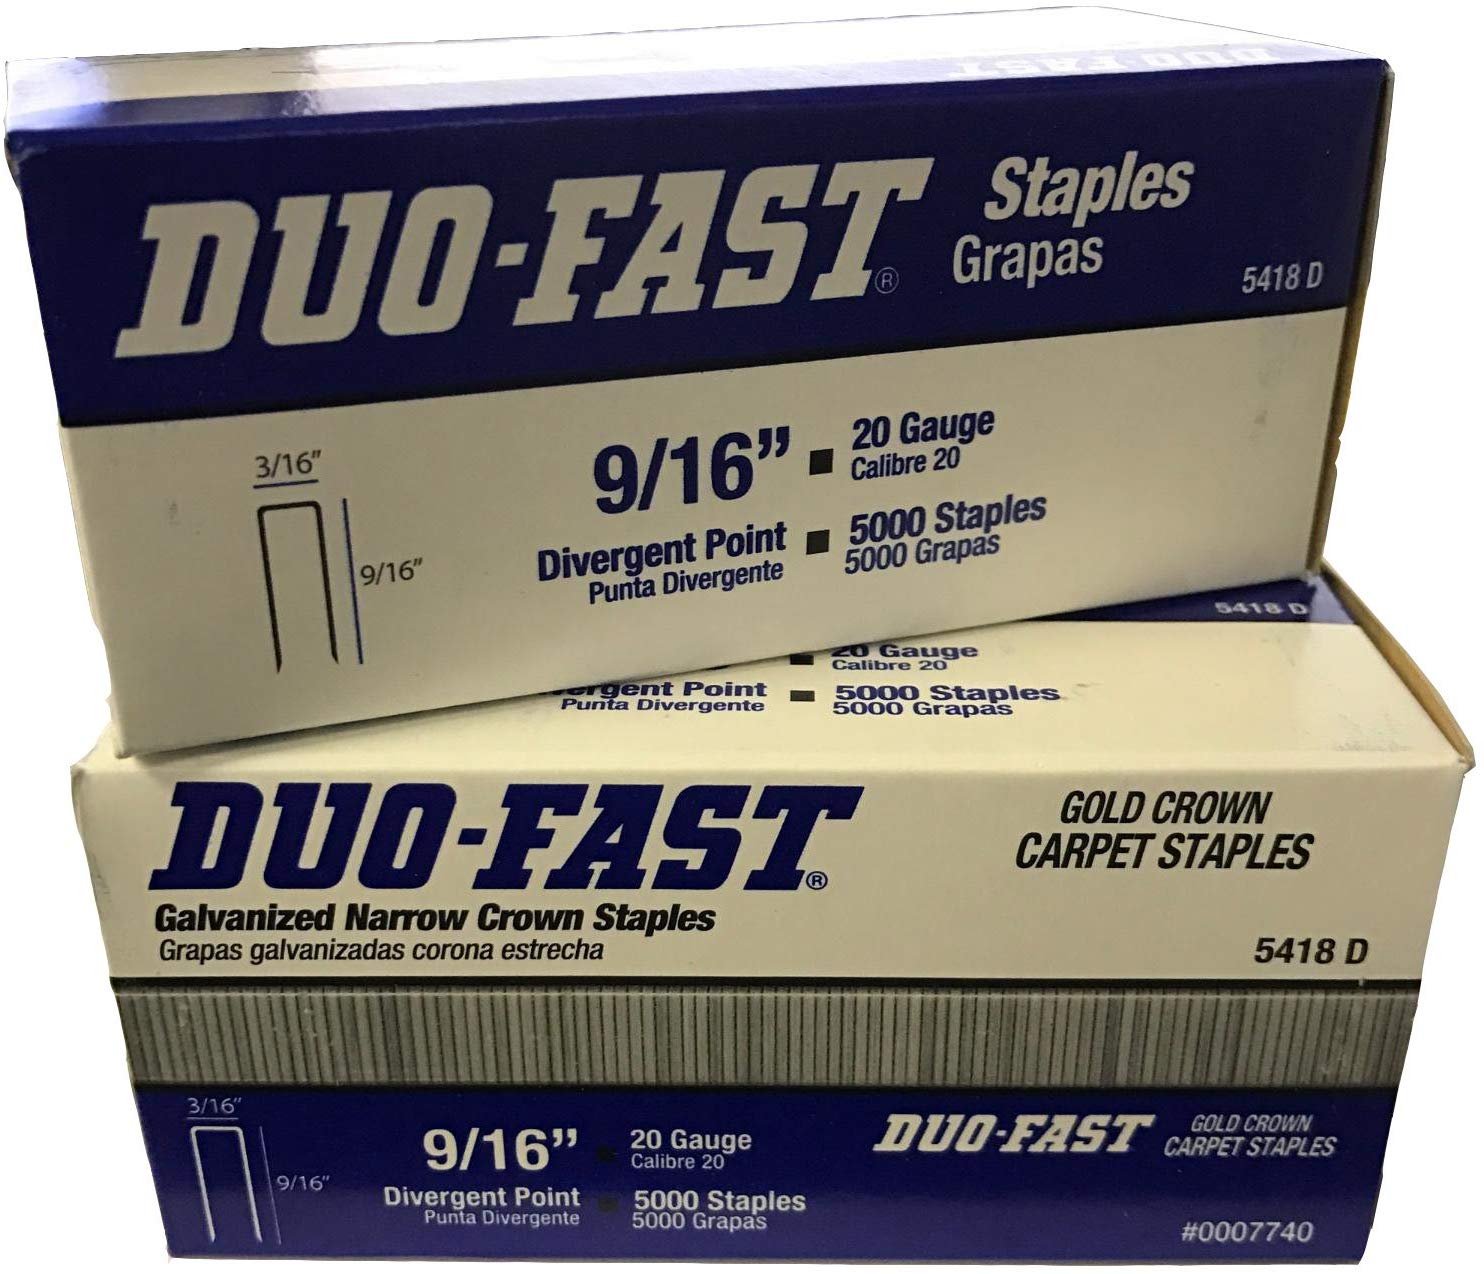 DUO FAST
DUO-FAST®
Staples
Grapas
5418 D
3/16"
9/16"
9/16"
20 Gauge
Calibre 20
Divergent Point
Punta Divergente
5000 Staples
5000 Grapas
5418 D
20 Gauge
Calibre 20
Point
Punta Divergente
5000 Staples
5000 Grapas
DUO-FAST®
Galvanized Narrow Crown Staples
Grapas galvanizadas corona estrecha
GOLD CROWN
CARPET STAPLES
5418 D
3/16"
9/16"
9/16"
20 Gauge
Calibre 20
Divergent Point
Punta Divergente
5000 Staples
5000 Grapas
DUO-FAST
GOLD CROWN
CARPET STAPLES
#0007740